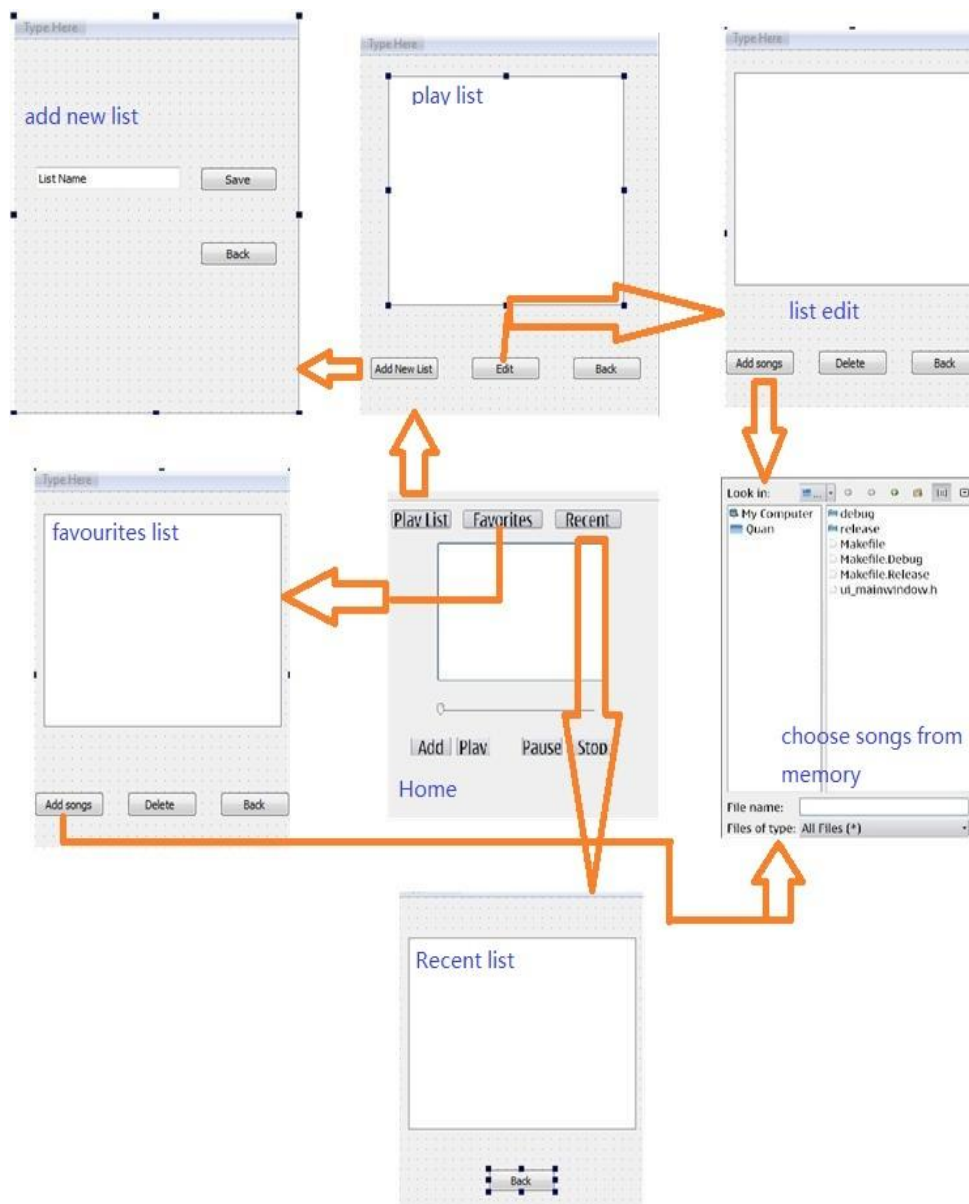 Type Here
add new list
List Name
Save
Back
Type Here
play list
Add New List
Edit
Back
Type Here
list edit
Add songs
Delete
Back
Type Here
favourites list
Add songs
Delete
Back
Play List
Favorites
Recent
Add
Play
Pause
Stop
Home
Look in:
My Computer
Quan
debug
release
Makefile
Makefile.Debug
Makefile.Release
ui_mainwindow.h
choose songs from
memory
File name:
Files of type: All Files (*)
Recent list
Back